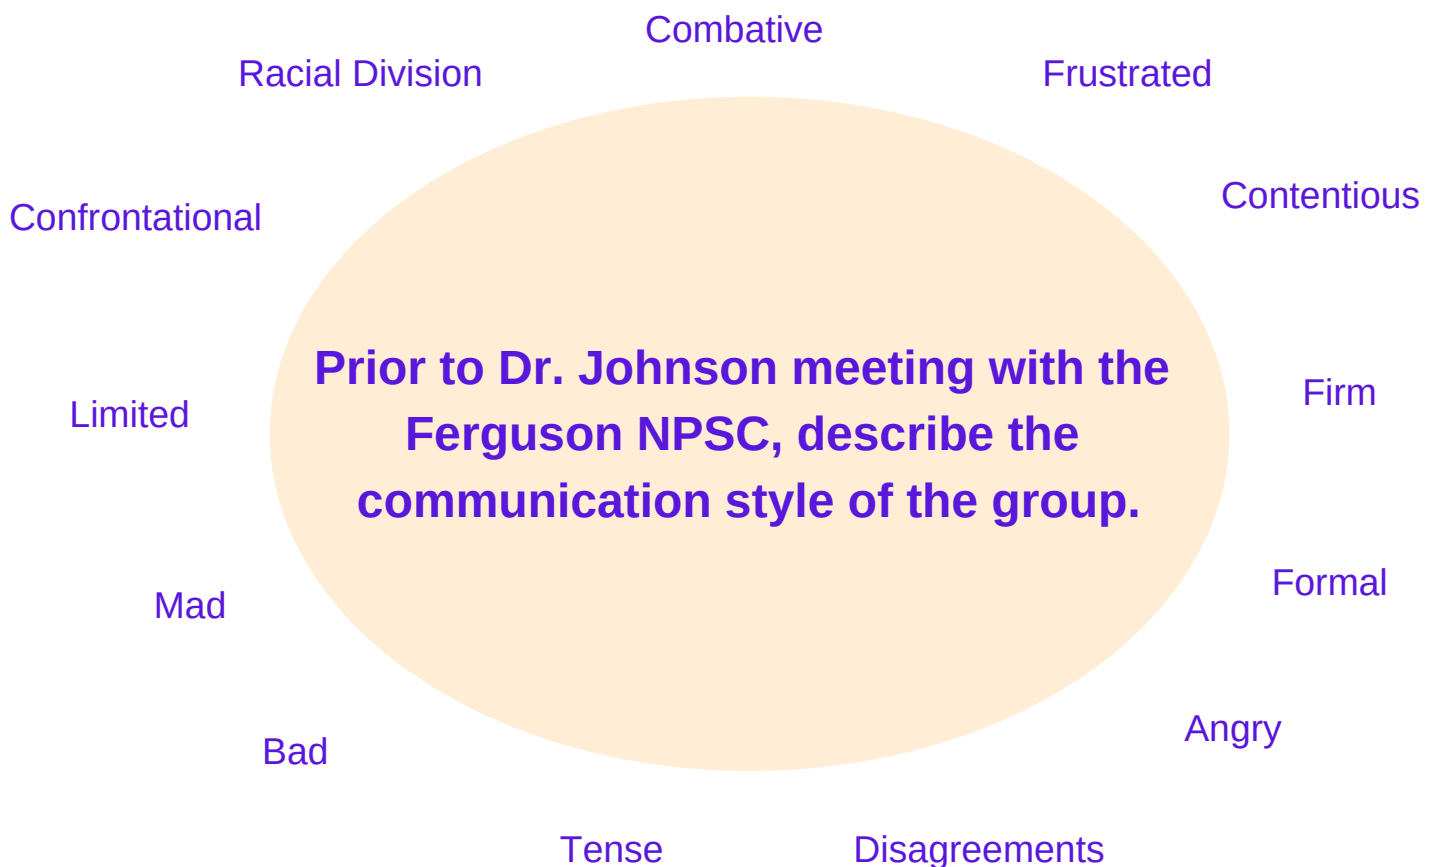 Combative
Racial Division
Frustrated
Contentious
Confrontational
Prior to Dr. Johnson meeting with the
Ferguson NPSC, describe the
communication style of the group.
Firm
Limited
Formal
Mad
Angry
Bad
Tense
Disagreements